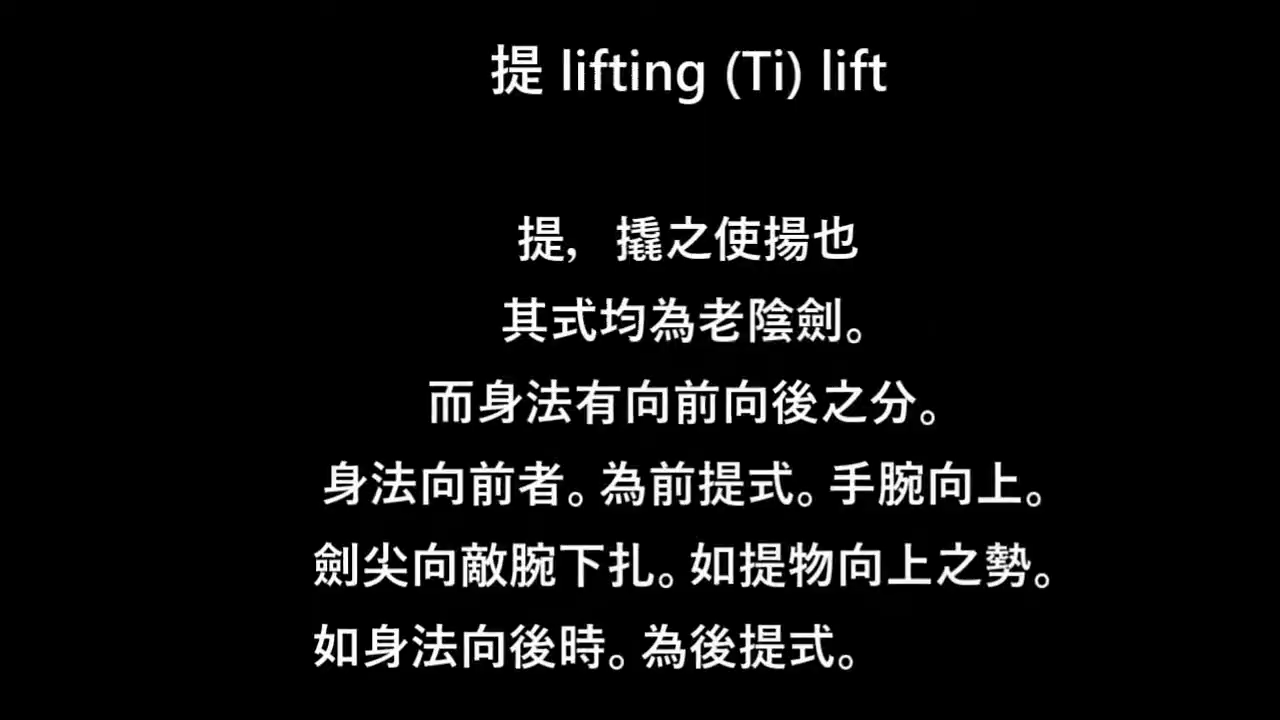 提 lifting (Ti) lift
提, 撬之使揚也
其式均為老陰劍。
而身法有向前向後之分。
身法向前者。為前提式。手腕向上。
劍尖向敵腕下扎。如提物向上之勢。
如身法向後時。為後提式。